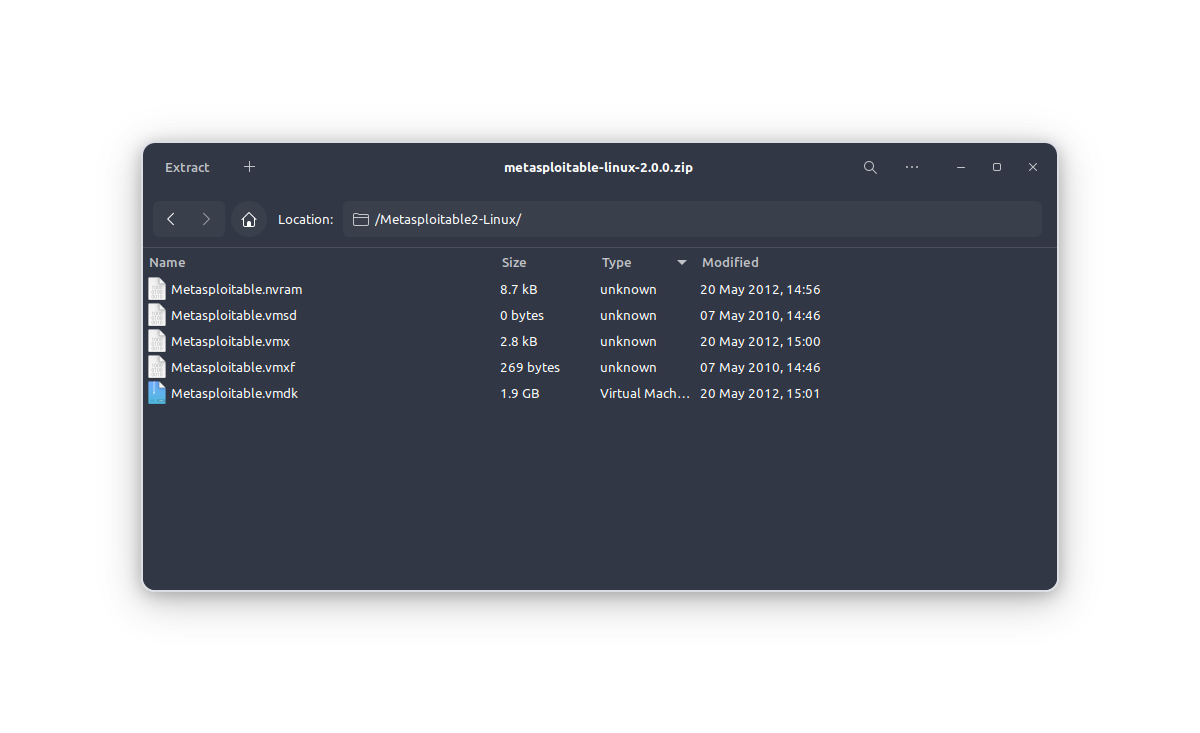 Extract + metasploitable-linux-2.0.0.zip
Location: /Metasploitable2-Linux/
Name Size Type Modified
Metasploitable.nvram 8.7 kB unknown 20 May 2012, 14:56
Metasploitable.vmsd 0 bytes unknown 07 May 2010, 14:46
Metasploitable.vmx 2.8 kB unknown 20 May 2012, 15:00
Metasploitable.vmxf 269 bytes unknown 07 May 2010, 14:46
Metasploitable.vmdk 1.9 GB Virtual Mach… 20 May 2012, 15:01